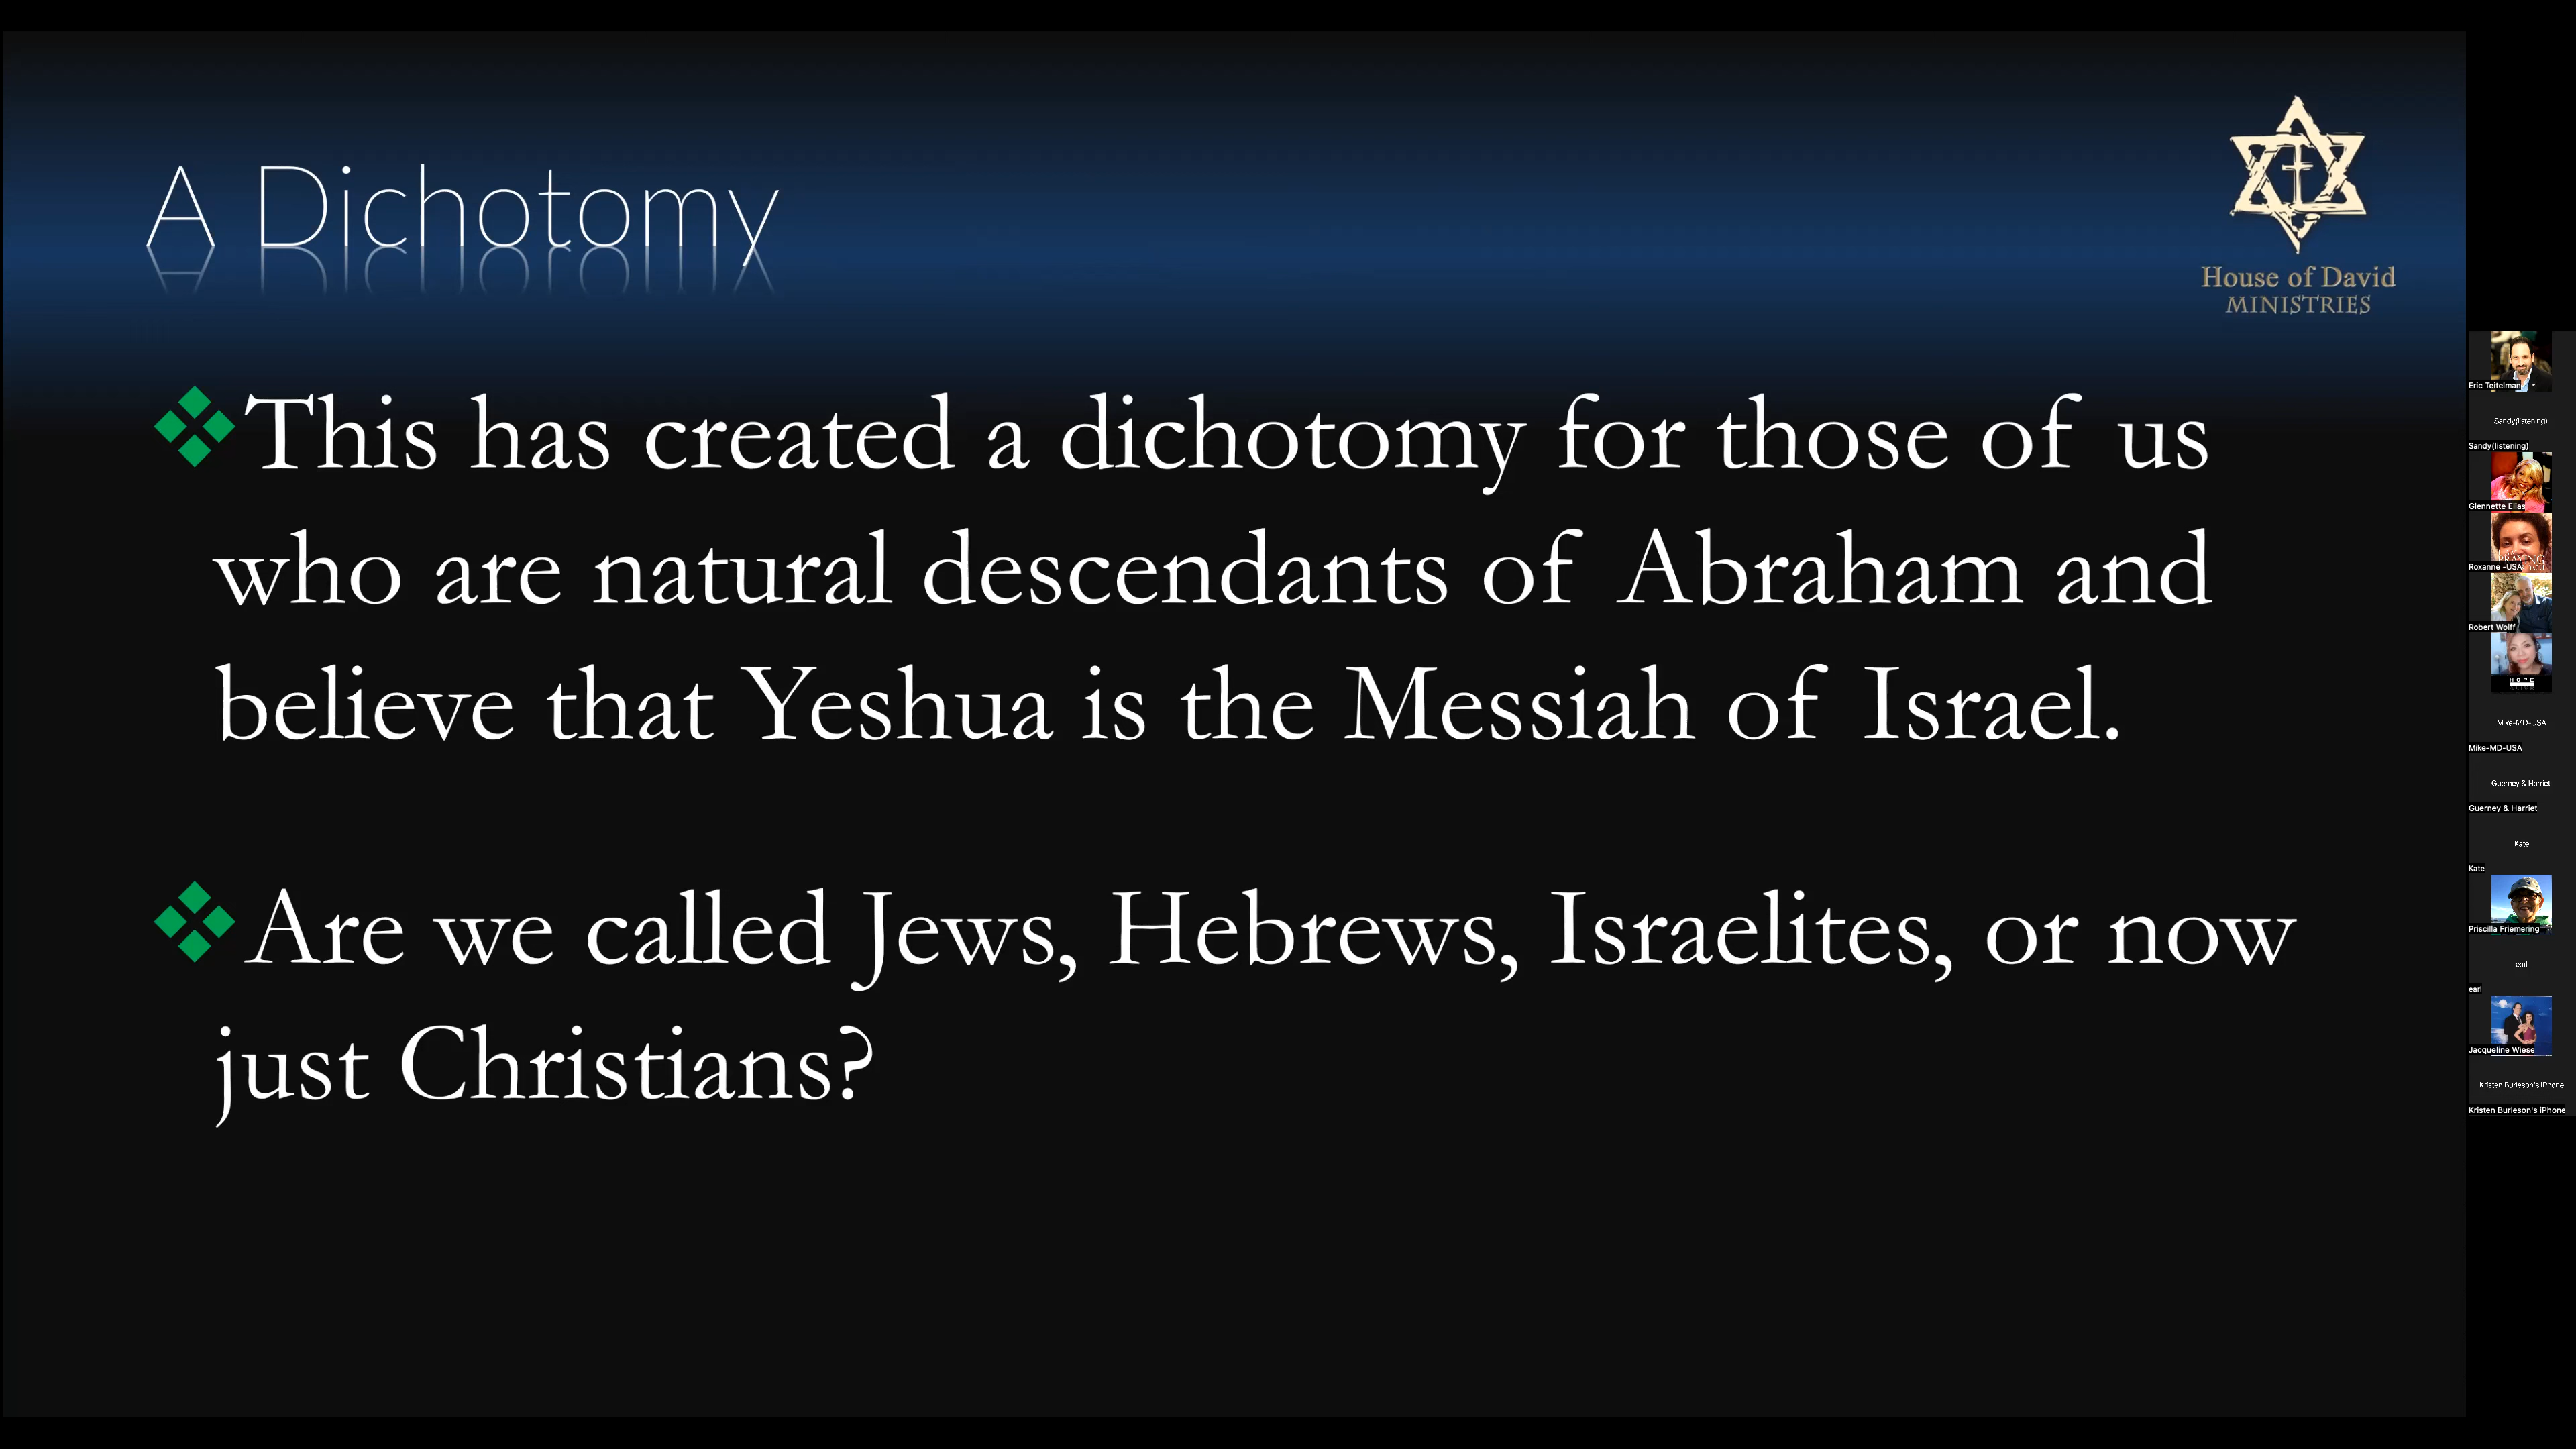 A Dichotomy
House of David
MINISTRIES
This has created a dichotomy for those of us
who are natural descendants of Abraham and
believe that Yeshua is the Messiah of Israel.
Are we called Jews, Hebrews, Israelites, or now
just Christians?
Eric Teitelman
Sandy(listening)
Sandy(listening)
Glennette Elias
Roxanne -USA
Robert Wolff
HOPE
Mike-MD-USA
Mike-MD-USA
Guerney & Harriet
Guerney & Harriet
Kate
Kate
Priscilla Friemering
earl
earl
Jacqueline Wiese
Kristen Burleson's iPhone
Kristen Burleson's iPhone